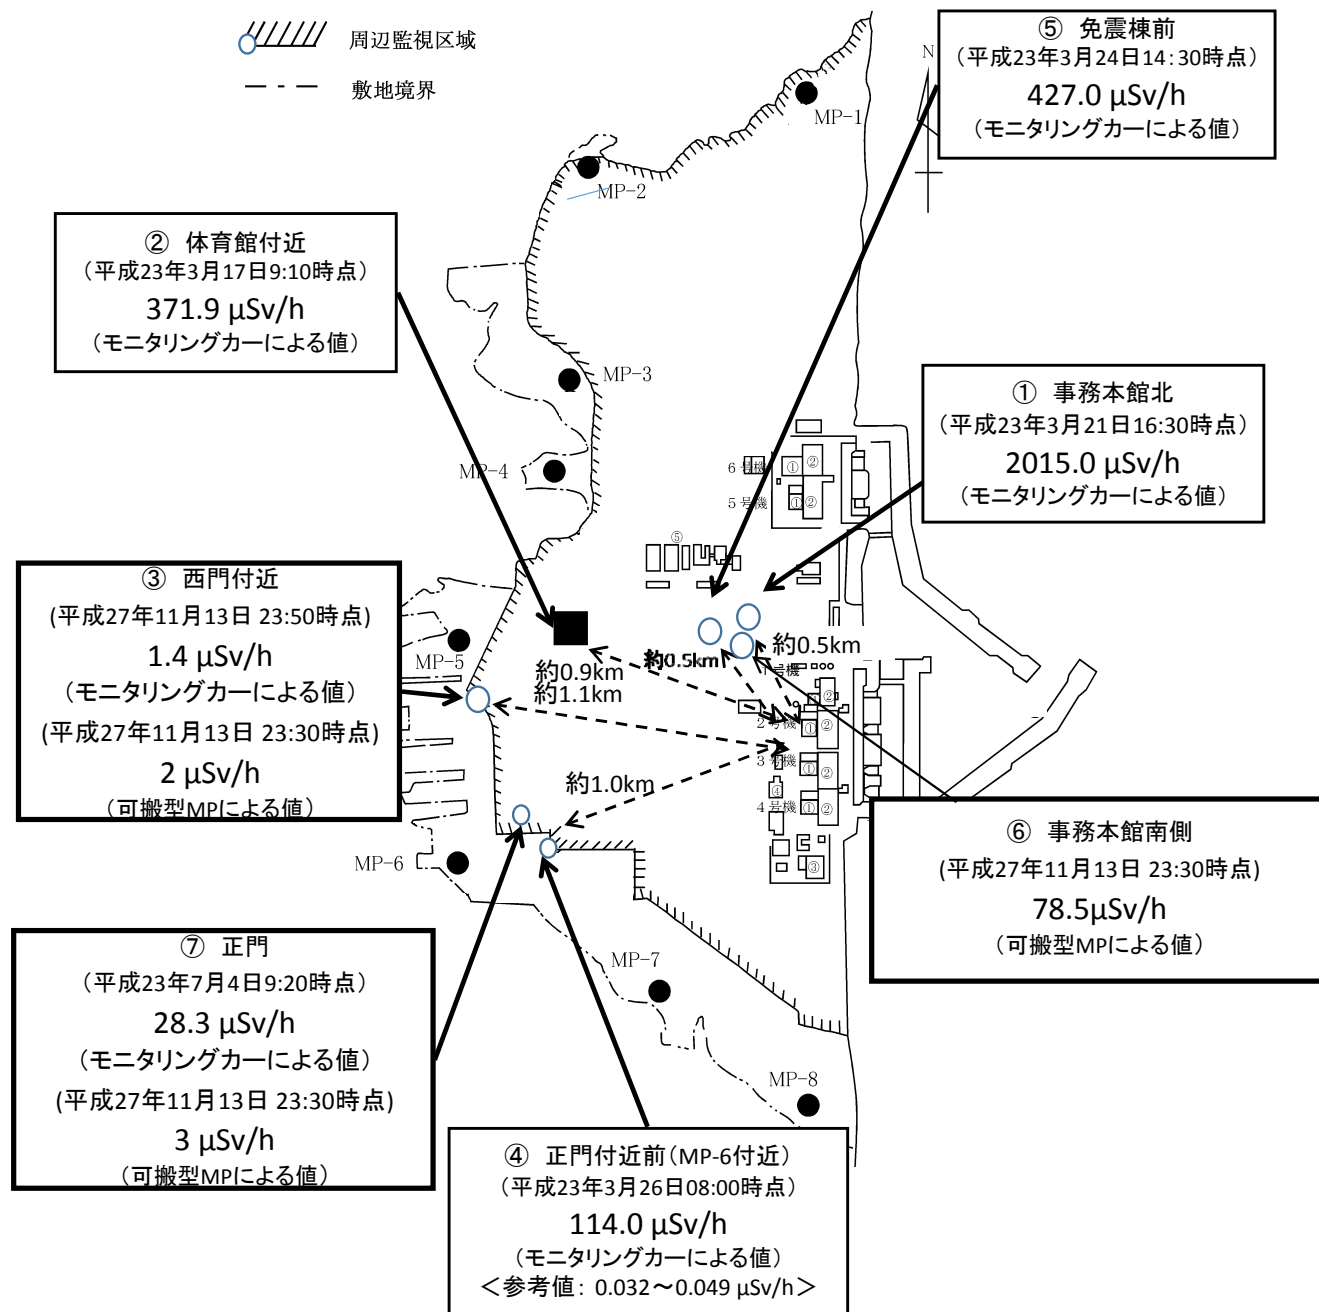 周辺監視区域
敷地境界
⑤ 免震棟前
（平成23年3月24日14:30時点）
427.0 μSv/h
（モニタリングカーによる値）
N
MP-1
MP-2
② 体育館付近
（平成23年3月17日9:10時点）
371.9 μSv/h
（モニタリングカーによる値）
MP-3
① 事務本館北
（平成23年3月21日16:30時点）
2015.0 μSv/h
（モニタリングカーによる値）
MP-4
6号機
① ②
5号機
① ②
⑤
③ 西門付近
(平成27年11月13日 23:50時点)
1.4 μSv/h
（モニタリングカーによる値）
(平成27年11月13日 23:30時点)
2 μSv/h
（可搬型MPによる値）
MP-5
約0.9km
約1.1km
約0.5km
約0.5km
1号機
②
2号機
① ②
3号機
① ②
④
4号機
① ②
③
約1.0km
MP-6
⑥ 事務本館南側
(平成27年11月13日 23:30時点)
78.5μSv/h
（可搬型MPによる値）
⑦ 正門
（平成23年7月4日9:20時点）
28.3 μSv/h
（モニタリングカーによる値）
(平成27年11月13日 23:30時点)
3 μSv/h
（可搬型MPによる値）
MP-7
MP-8
④ 正門付近前（MP-6付近）
（平成23年3月26日08:00時点）
114.0 μSv/h
（モニタリングカーによる値）
＜参考値: 0.032～0.049 μSv/h＞